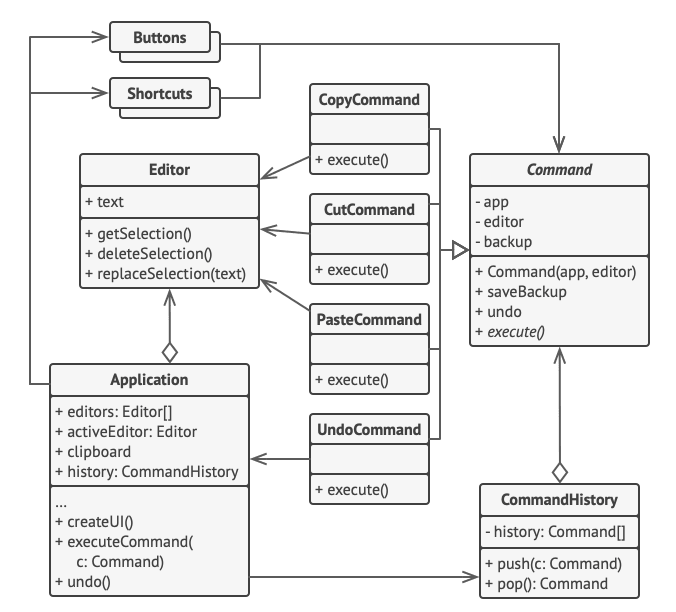 Buttons
Shortcuts
CopyCommand
+ execute()
Editor
+ text
+ getSelection()
+ deleteSelection()
+ replaceSelection(text)
CutCommand
+ execute()
Command
- app
- editor
- backup
+ Command(app, editor)
+ saveBackup
+ undo
+ execute()
PasteCommand
+ execute()
Application
+ editors: Editor[]
+ activeEditor: Editor
+ clipboard
+ history: CommandHistory
...
+ createUI()
+ executeCommand(
c: Command)
+ undo()
UndoCommand
+ execute()
CommandHistory
- history: Command[]
+ push(c: Command)
+ pop(): Command